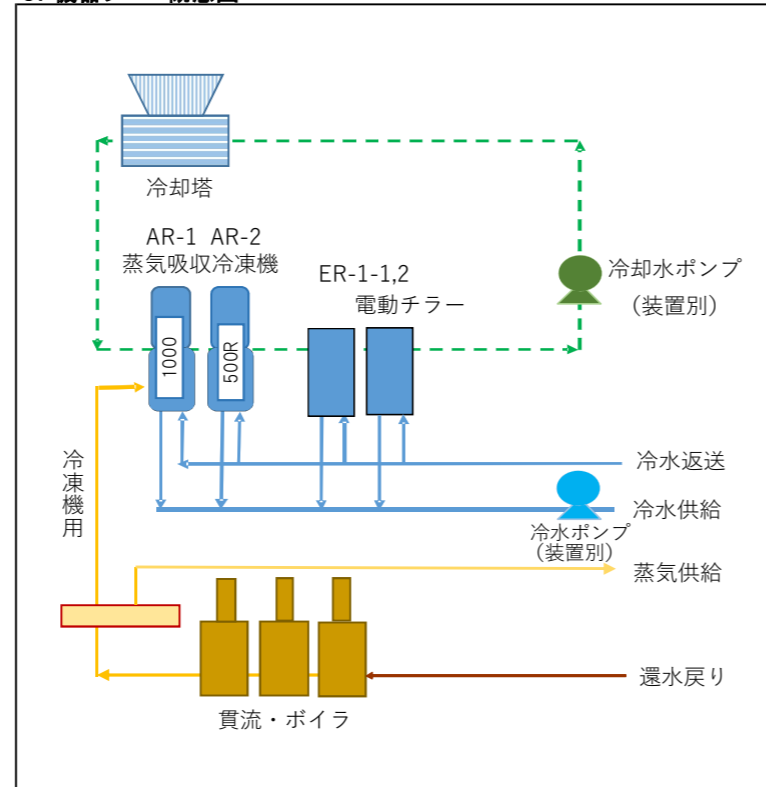 冷却塔
AR-1 AR-2
蒸気吸収冷凍機
ER-1-1,2
電動チラー
冷却水ポンプ
(装置別)
1000
500R
冷凍機用
冷水返送
冷水供給
冷水ポンプ
(装置別)
蒸気供給
還水戻り
貫流・ボイラ